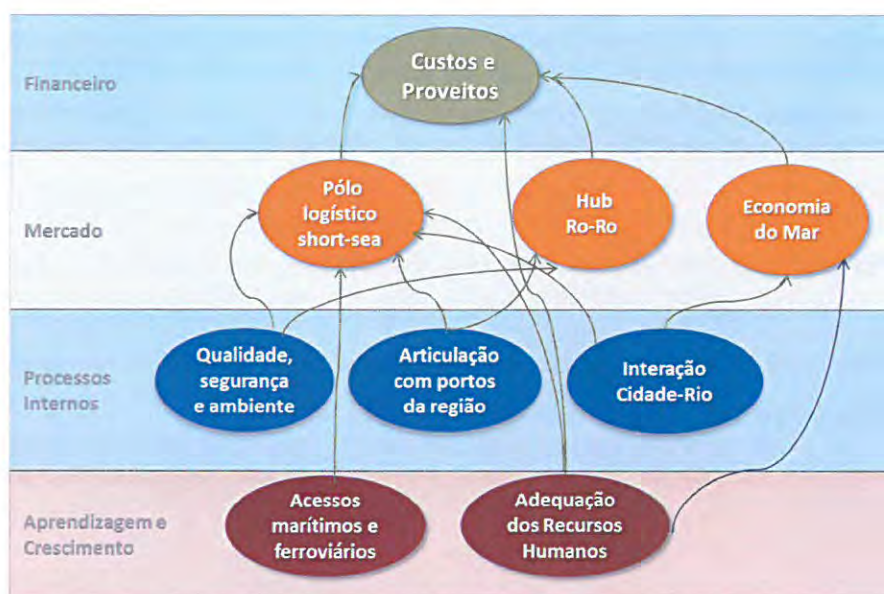 Financeiro
Custos e
Proveitos
Mercado
Pólo
logístico
short-sea
Hub
Ro-Ro
Economia
do Mar
Processos
Internos
Qualidade,
segurança
e ambiente
Articulação
com portos
da região
Interação
Cidade-Rio
Aprendizagem e
Crescimento
Acessos
marítimos e
ferroviários
Adequação
dos Recursos
Humanos